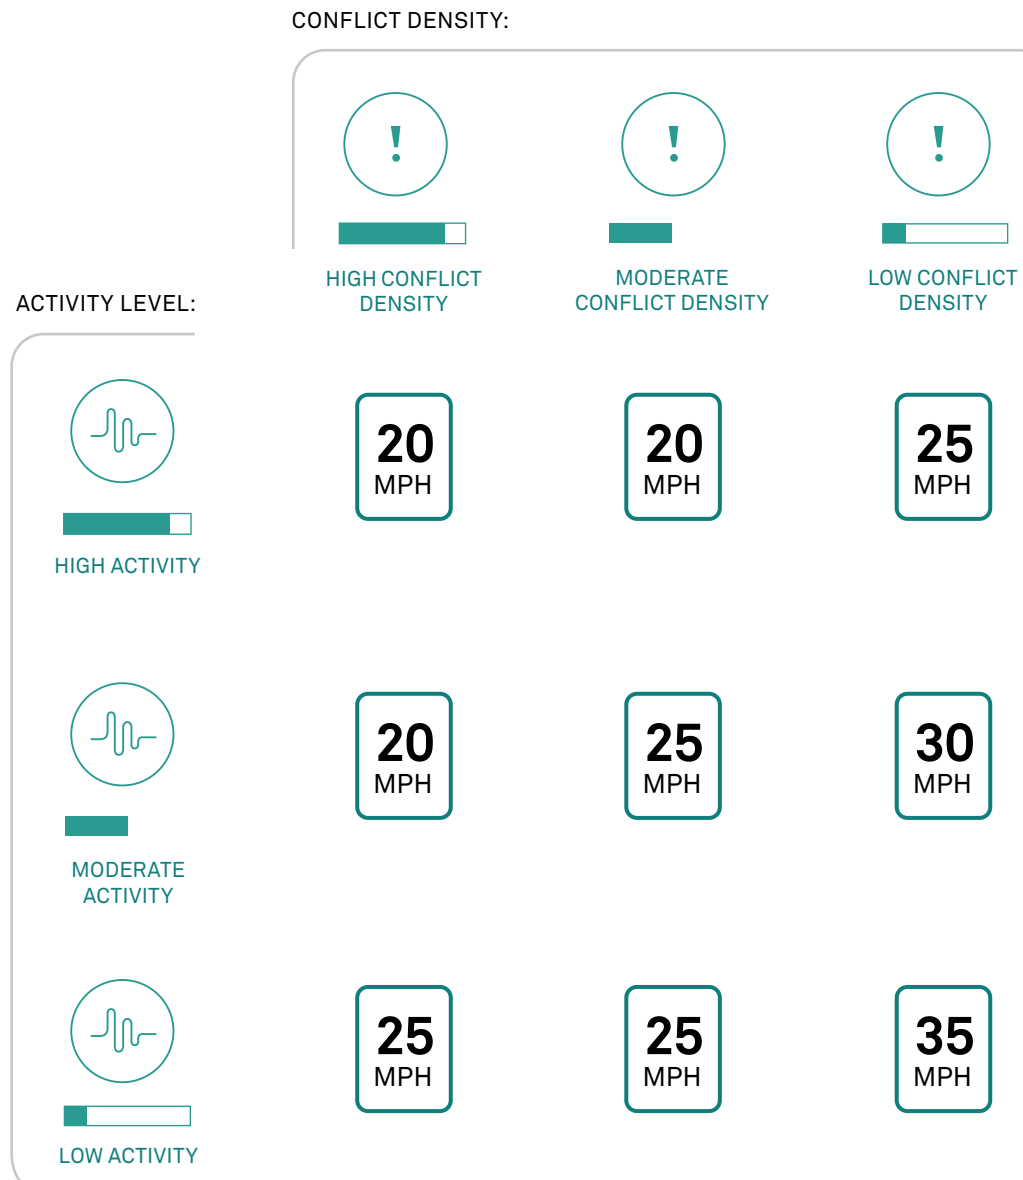 CONFLICT DENSITY:
!
!
!
HIGH CONFLICT
DENSITY
MODERATE
CONFLICT DENSITY
LOW CONFLICT
DENSITY
ACTIVITY LEVEL:
HIGH ACTIVITY
20
MPH
20
MPH
25
MPH
MODERATE
ACTIVITY
20
MPH
25
MPH
30
MPH
LOW ACTIVITY
25
MPH
25
MPH
35
MPH